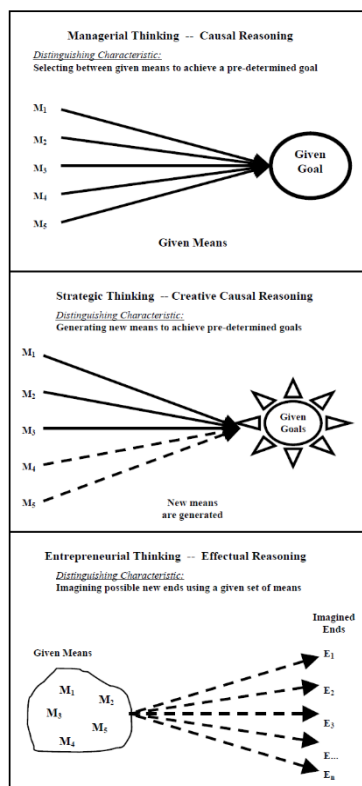 Managerial Thinking -- Causal Reasoning
Distinguishing Characteristic:
Selecting between given means to achieve a pre-determined goal
M1
M2
M3
M4
M5
Given
Goal
Given Means
Strategic Thinking -- Creative Causal Reasoning
Distinguishing Characteristic:
Generating new means to achieve pre-determined goals
M1
M2
M3
M4
M5
Given
Goals
New means
are generated
Entrepreneurial Thinking -- Effectual Reasoning
Distinguishing Characteristic:
Imagining possible new ends using a given set of means
Imagined
Ends
Given Means
M1
M2
M3
M5
M4
E1
E2
E3
E...
En